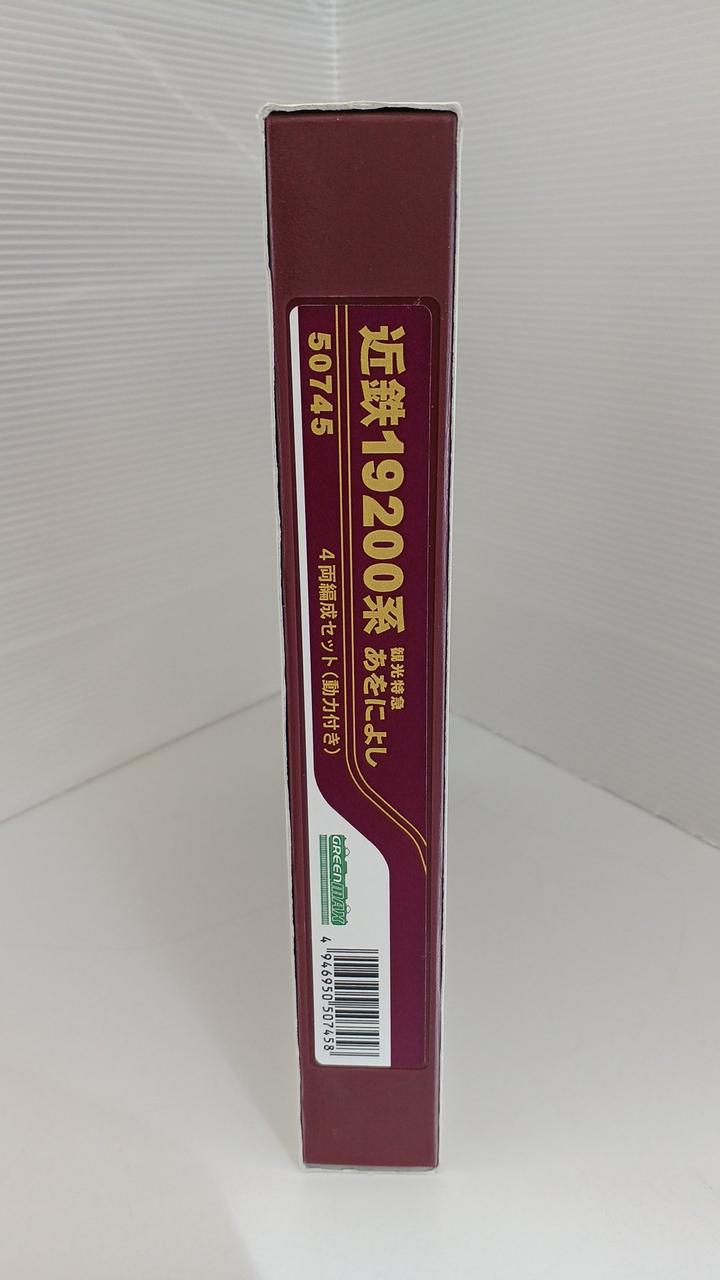 近鉄19200系 観光特急 あをによし
50745 4両編成セット(動力付き)
GREENMAX
4 946950 507458